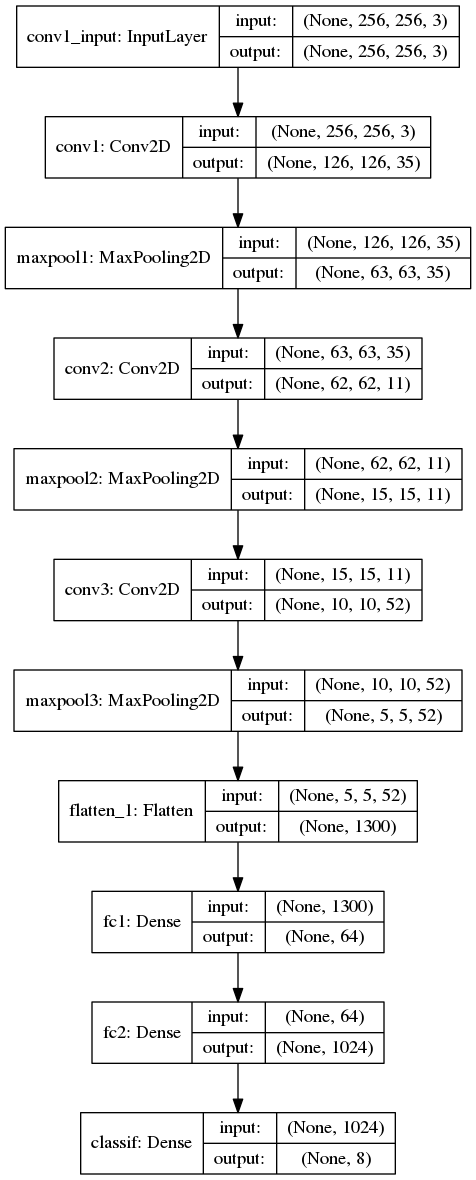 conv1_input: InputLayer
input: (None, 256, 256, 3)
output: (None, 256, 256, 3)
conv1: Conv2D
input: (None, 256, 256, 3)
output: (None, 126, 126, 35)
maxpool1: MaxPooling2D
input: (None, 126, 126, 35)
output: (None, 63, 63, 35)
conv2: Conv2D
input: (None, 63, 63, 35)
output: (None, 62, 62, 11)
maxpool2: MaxPooling2D
input: (None, 62, 62, 11)
output: (None, 15, 15, 11)
conv3: Conv2D
input: (None, 15, 15, 11)
output: (None, 10, 10, 52)
maxpool3: MaxPooling2D
input: (None, 10, 10, 52)
output: (None, 5, 5, 52)
flatten_1: Flatten
input: (None, 5, 5, 52)
output: (None, 1300)
fc1: Dense
input: (None, 1300)
output: (None, 64)
fc2: Dense
input: (None, 64)
output: (None, 1024)
classif: Dense
input: (None, 1024)
output: (None, 8)